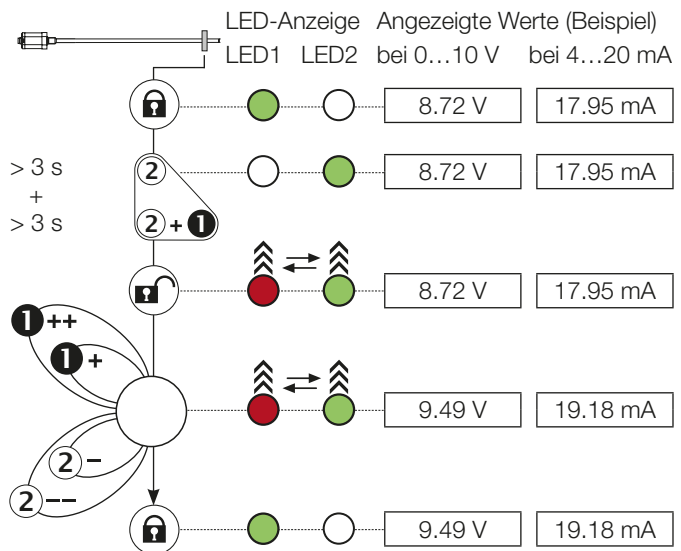 LED-Anzeige Angezeigte Werte (Beispiel)
LED1 LED2 bei 0…10 V bei 4…20 mA
8.72 V 17.95 mA
> 3 s
+
> 3 s
2
8.72 V 17.95 mA
2 + 1
8.72 V 17.95 mA
1 ++
1 +
9.49 V 19.18 mA
2 -
2 --
9.49 V 19.18 mA